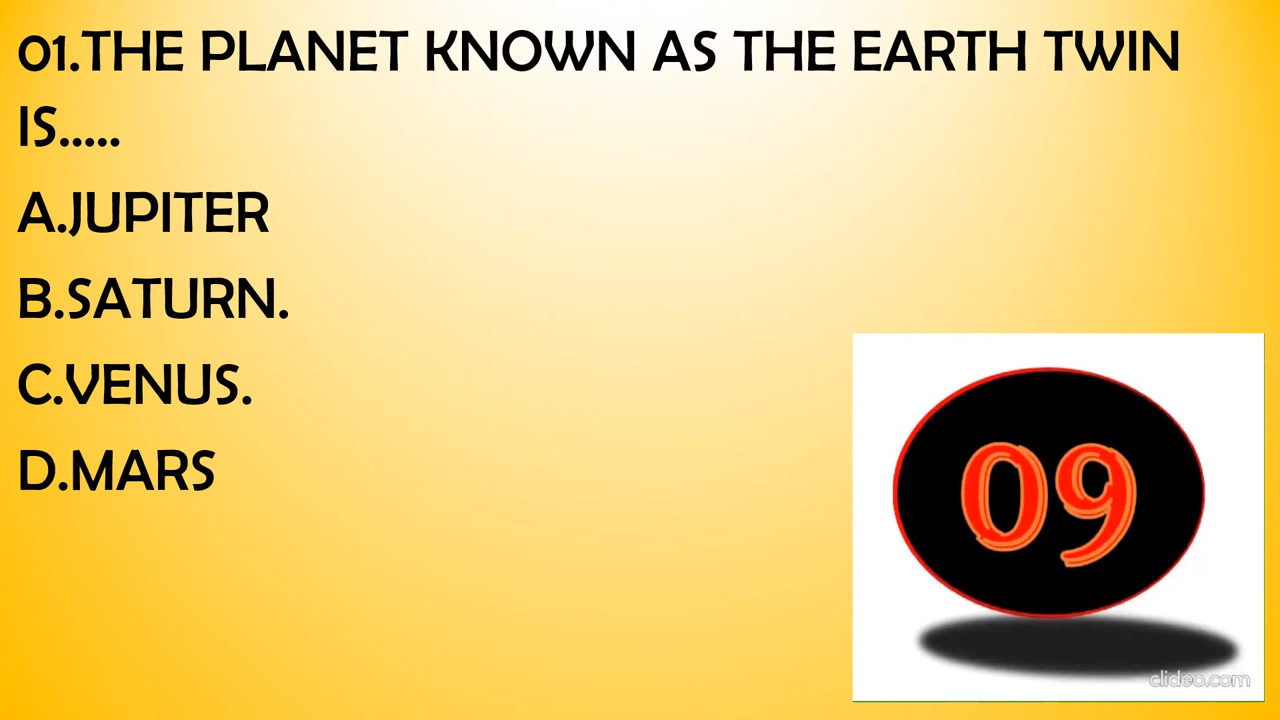 01.THE PLANET KNOWN AS THE EARTH TWIN
IS.....
A.JUPITER
B.SATURN.
C.VENUS.
D.MARS
09
clideo.com